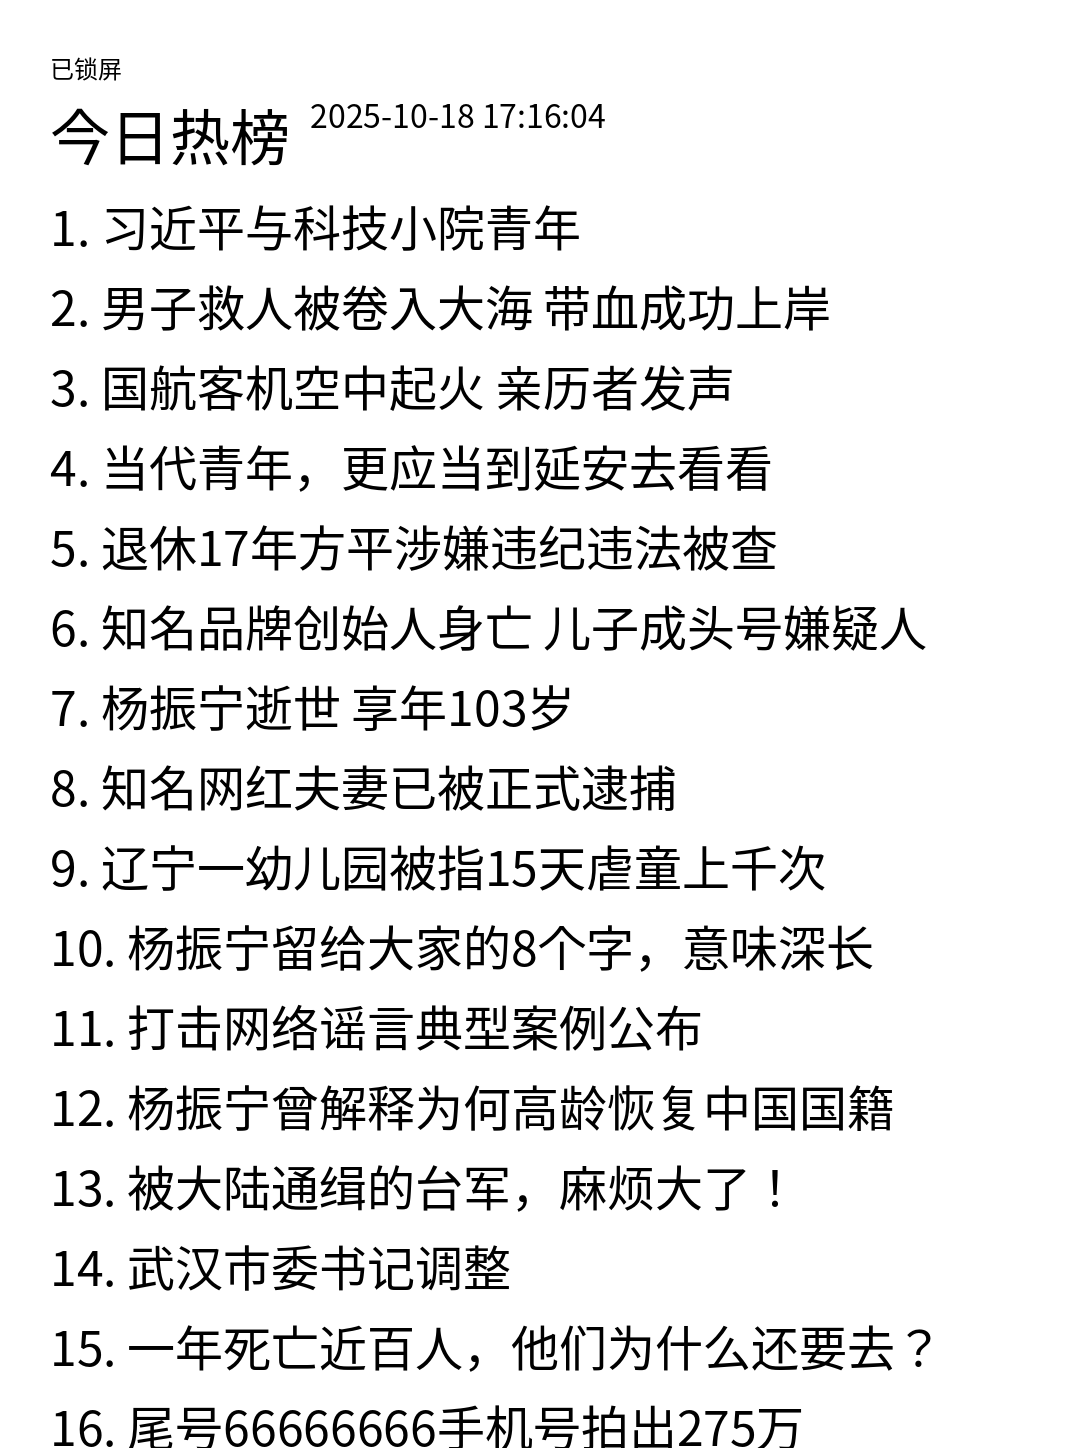 已锁屏
今日热榜 2025-10-18 17:16:04
1. 习近平与科技小院青年
2. 男子救人被卷入大海 带血成功上岸
3. 国航客机空中起火 亲历者发声
4. 当代青年，更应当到延安去看看
5. 退休17年方平涉嫌违纪违法被查
6. 知名品牌创始人身亡 儿子成头号嫌疑人
7. 杨振宁逝世 享年103岁
8. 知名网红夫妻已被正式逮捕
9. 辽宁一幼儿园被指15天虐童上千次
10. 杨振宁留给大家的8个字，意味深长
11. 打击网络谣言典型案例公布
12. 杨振宁曾解释为何高龄恢复中国国籍
13. 被大陆通缉的台军，麻烦大了！
14. 武汉市委书记调整
15. 一年死亡近百人，他们为什么还要去？
16. 尾号66666666手机号拍出275万